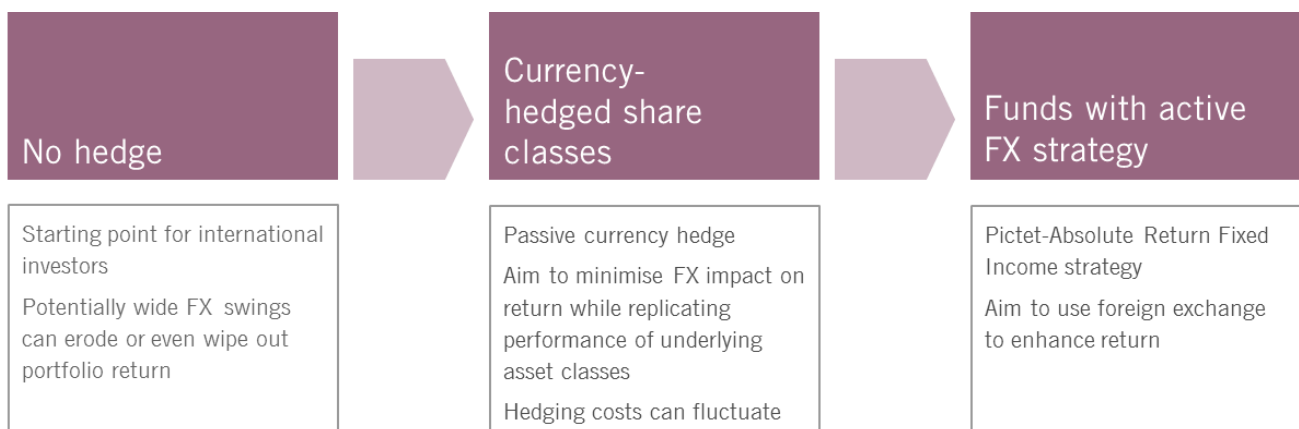 No hedge
Starting point for international
investors
Potentially wide FX swings
can erode or even wipe out
portfolio return
Currency-
hedged share
classes
Passive currency hedge
Aim to minimise FX impact on
return while replicating
performance of underlying
asset classes
Hedging costs can fluctuate
Funds with active
FX strategy
Pictet-Absolute Return Fixed
Income strategy
Aim to use foreign exchange
to enhance return